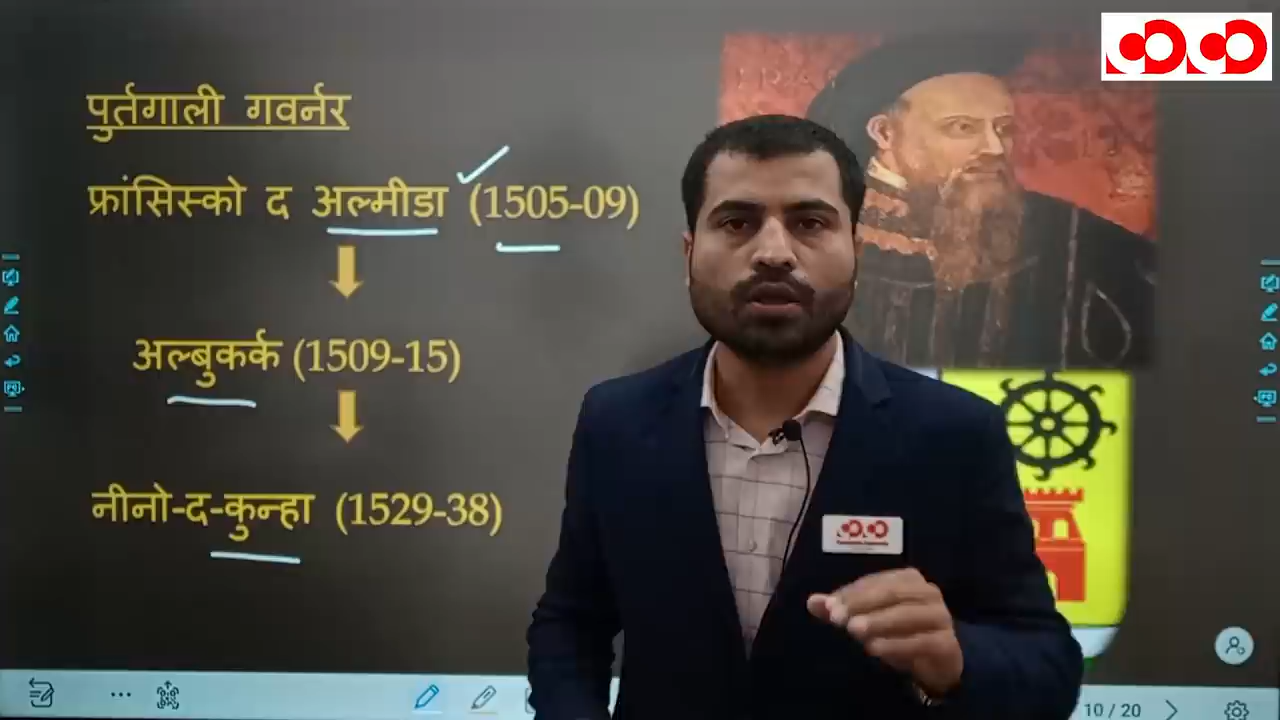 पुर्तगाली गवर्नर
फ्रांसिस्को द अल्मीडा (1505-09)
अल्बुकर्क (1509-15)
नीनो-द-कुन्हा (1529-38)
10 / 20